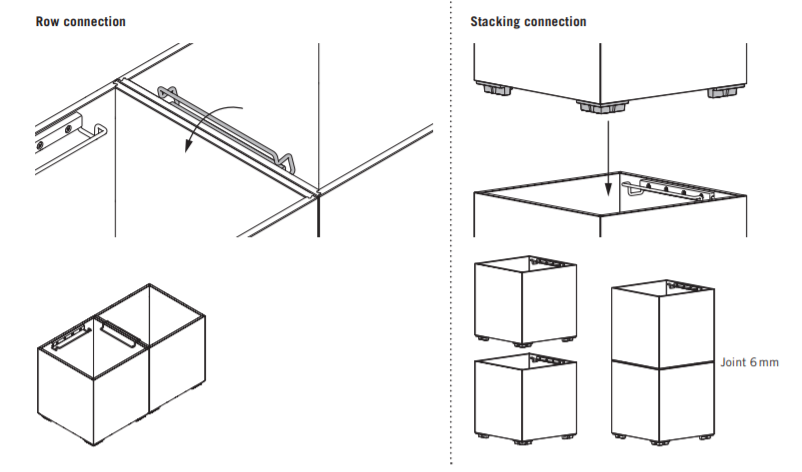 Row connection
Stacking connection
Joint 6 mm